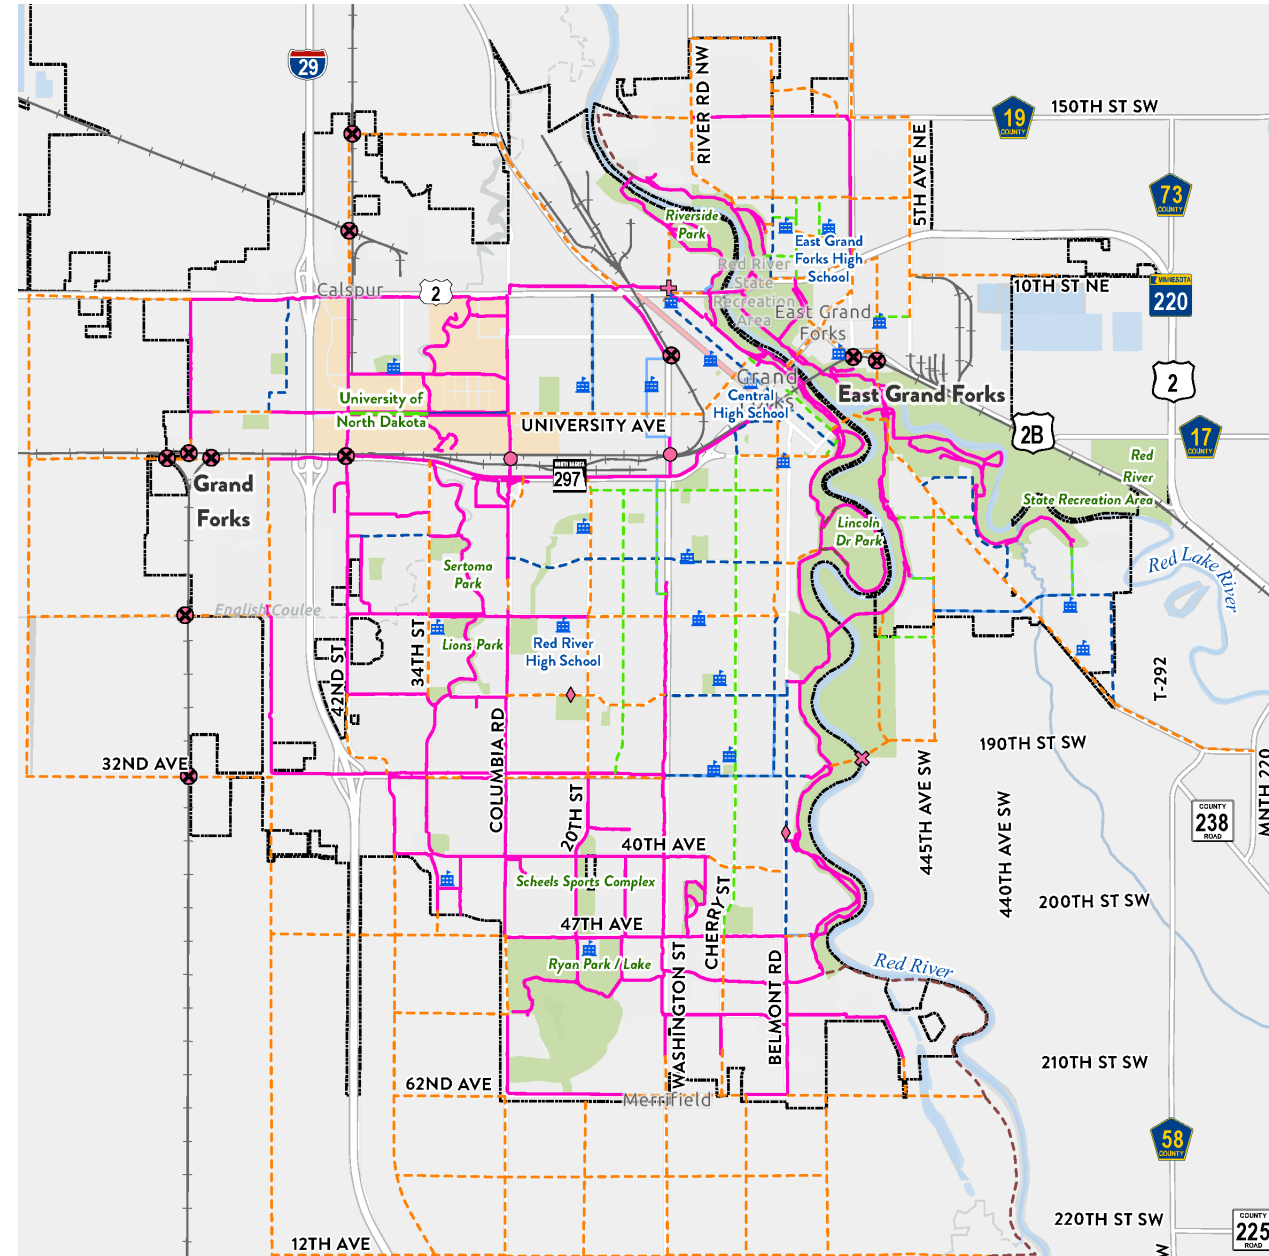 29
RIVER RD NW
19
COUNTY
150TH ST SW
5TH AVE NE
73
COUNTY
Riverside
Park
East Grand
Forks High
School
Red River
State
Recreation
Area
Calspur
2
10TH ST NE
MINNESOTA
220
East Grand
Forks
2
Grand
Forks
East Grand Forks
University of
North Dakota
Central
High School
UNIVERSITY AVE
2B
17
COUNTY
NORTH DAKOTA
297
Red
River
State Recreation Area
Grand
Forks
Lincoln
Dr Park
Sertoma
Park
Red Lake River
English Coulee
34TH ST
Lions Park
Red River
High School
42ND ST
T-292
COLUMBIA RD
190TH ST SW
32ND AVE
445TH AVE SW
440TH AVE SW
MNTH 220
20TH ST
COUNTY
238
ROAD
40TH AVE
Scheels Sports Complex
CHERRY ST
200TH ST SW
47TH AVE
Ryan Park / Lake
WASHINGTON ST
BELMONT RD
Red River
210TH ST SW
62ND AVE
Merrifield
58
COUNTY
220TH ST SW
COUNTY
225
ROAD
12TH AVE
W